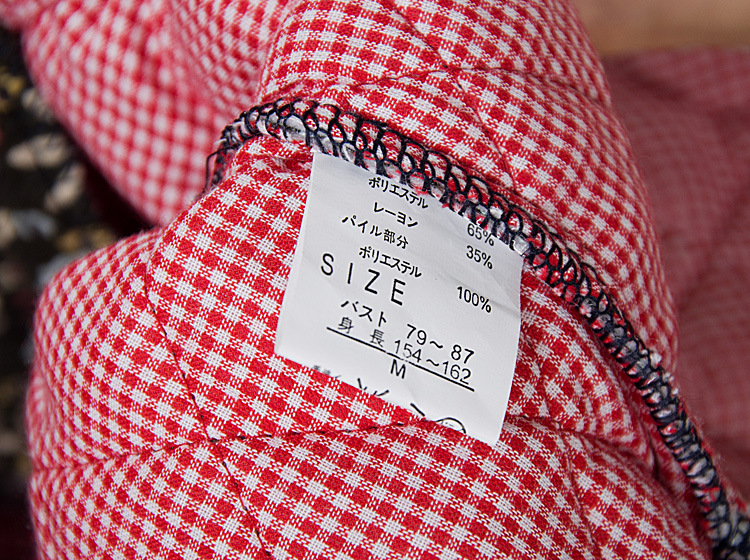 ポリエステル 65%
レーヨン 35%
パイル部分
ポリエステル 100%
SIZE
バスト 79～87
身長 154～162
M